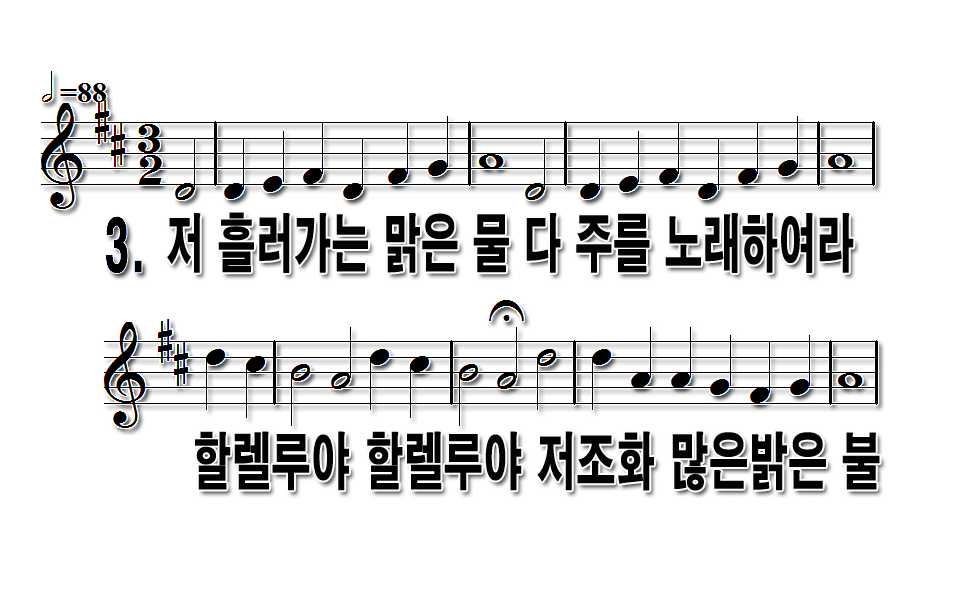 =88
3
2
3. 저 흘러가는 맑은 물 다 주를 노래하여라
할렐루야 할렐루야 저조화 많은밝은 불